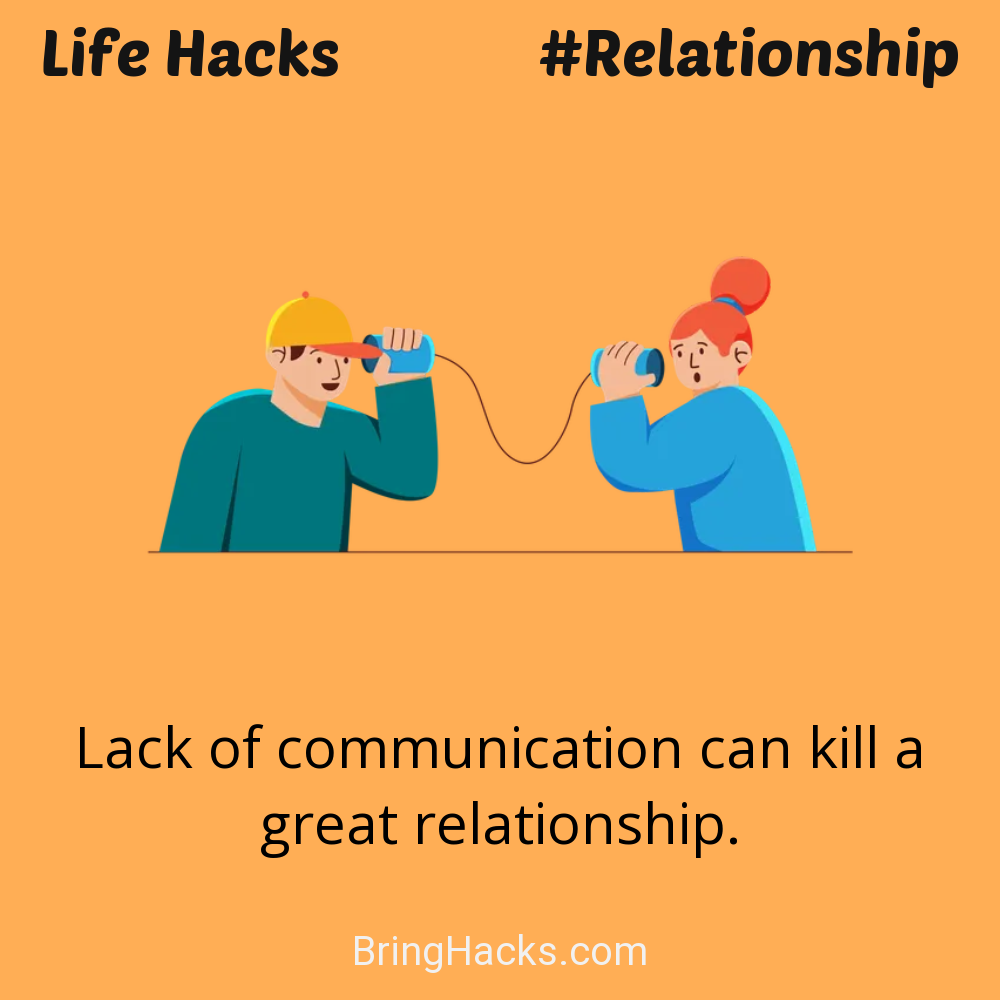 Life Hacks
#Relationship
Lack of communication can kill a
great relationship.
BringHacks.com